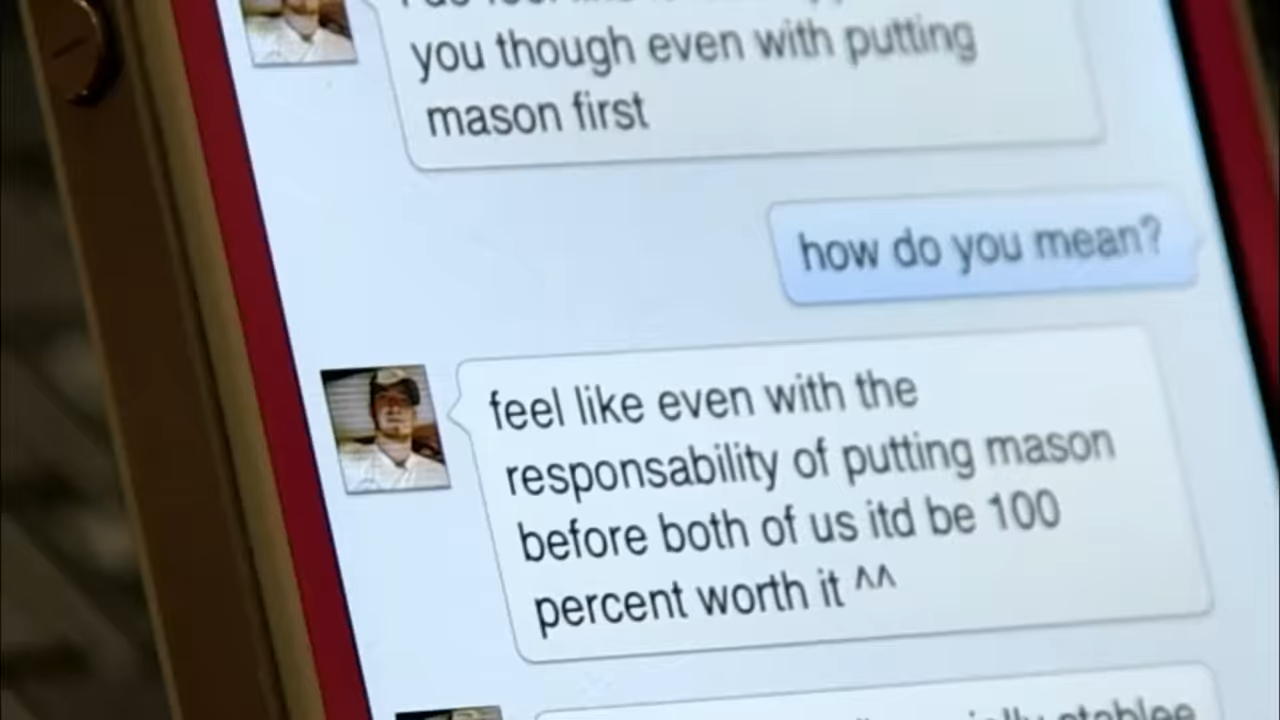 you though even with putting
mason first
how do you mean?
feel like even with the
responsability of putting mason
before both of us itd be 100
percent worth it ^^
stablee